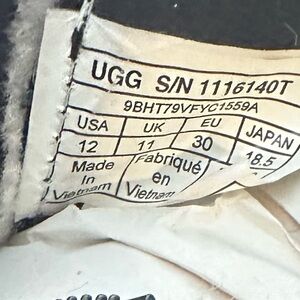 UGG S/N 1116140T
9BHT79VFYC1559A
USA UK EU JAPAN
12 11 30 18.5
Made Fabriqué
In en
Vietnam Vietnam